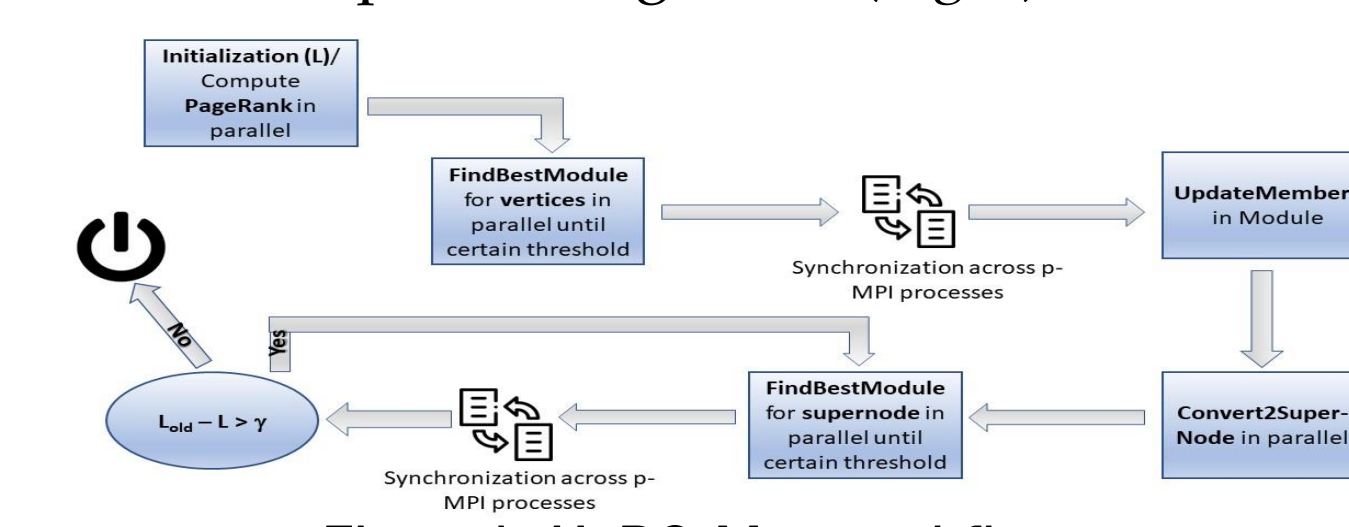 Initialization (L)/
Compute
PageRank in
parallel
FindBestModule
for vertices in
parallel until
certain threshold
Synchronization across p-
MPI processes
UpdateMember
in Module
Convert2Super-
Node in parallel
FindBestModule
for supernode in
parallel until
certain threshold
Synchronization across p-
MPI processes
Lold – L > γ
Yes
No